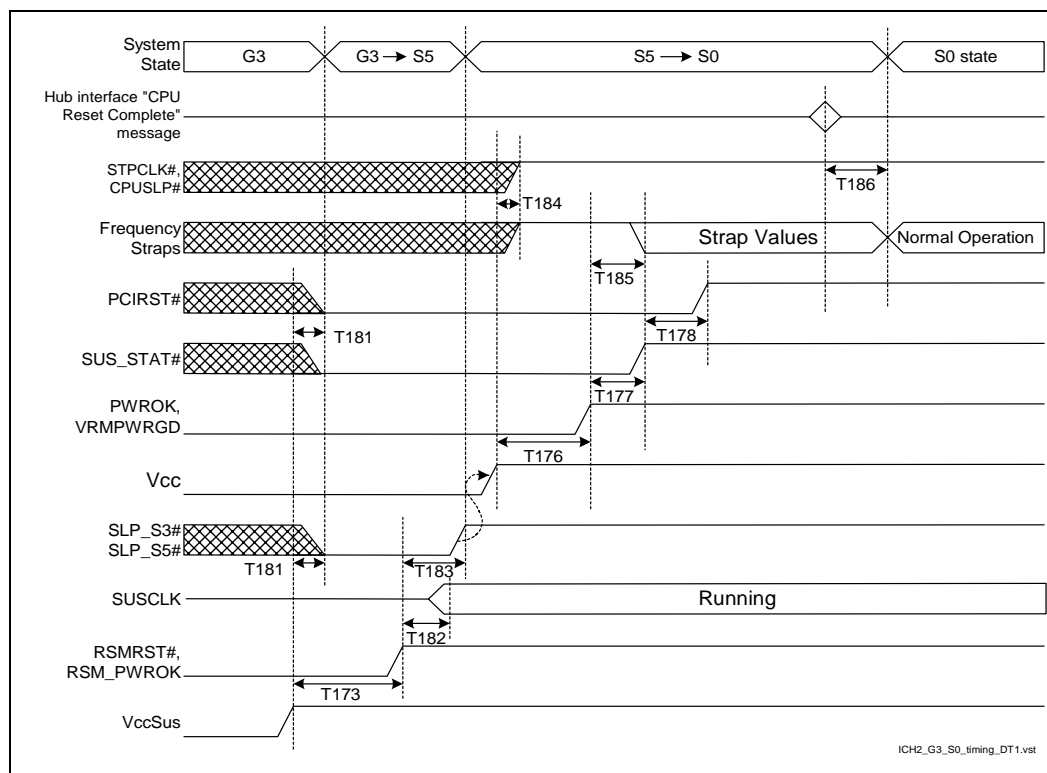 System
State
G3
G3 → S5
S5 → S0
S0 state
Hub interface "CPU
Reset Complete"
message
STPCLK#,
CPUSLP#
T186
T184
Frequency
Straps
Strap Values
Normal Operation
T185
PCIRST#
T181
T178
SUS_STAT#
T177
PWROK,
VRMPWRGD
T176
Vcc
SLP_S3#
SLP_S5#
T181
T183
SUSCLK
Running
T182
RSMRST#,
RSM_PWROK
T173
VccSus
ICH2_G3_S0_timing_DT1.vst